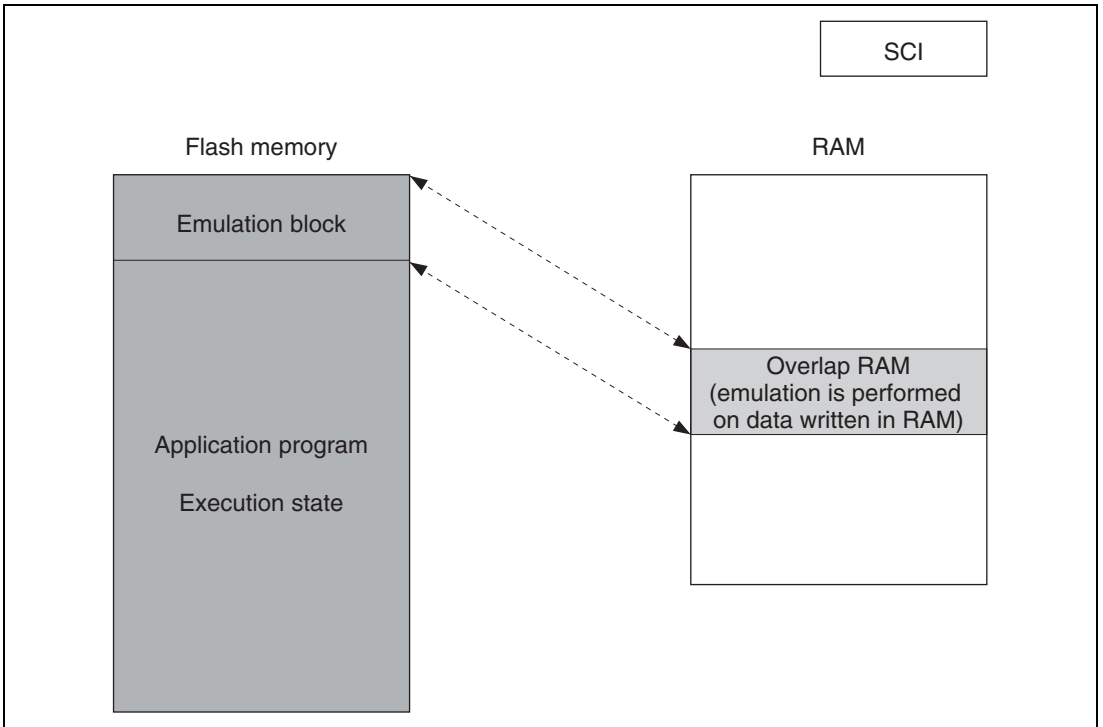 SCI
Flash memory
RAM
Emulation block
Overlap RAM
(emulation is performed
on data written in RAM)
Application program
Execution state